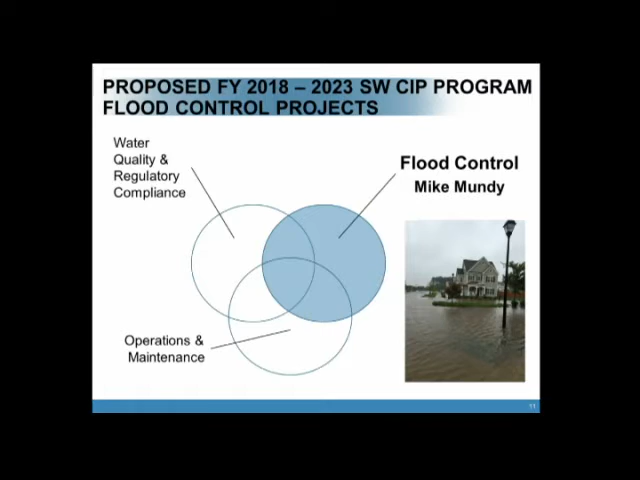 PROPOSED FY 2018 – 2023 SW CIP PROGRAM
FLOOD CONTROL PROJECTS
Water
Quality &
Regulatory
Compliance
Flood Control
Mike Mundy
Operations &
Maintenance
11